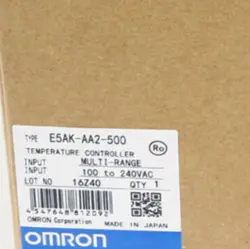 TYPE E5AK-AA2-500
Ro
TEMPERATURE CONTROLLER
INPUT MULTI-RANGE
INPUT 100 to 240VAC
LOT NO 16Z40 QTY 1
4547648812092
MADE IN JAPAN
OMRON Corporation
OMRON